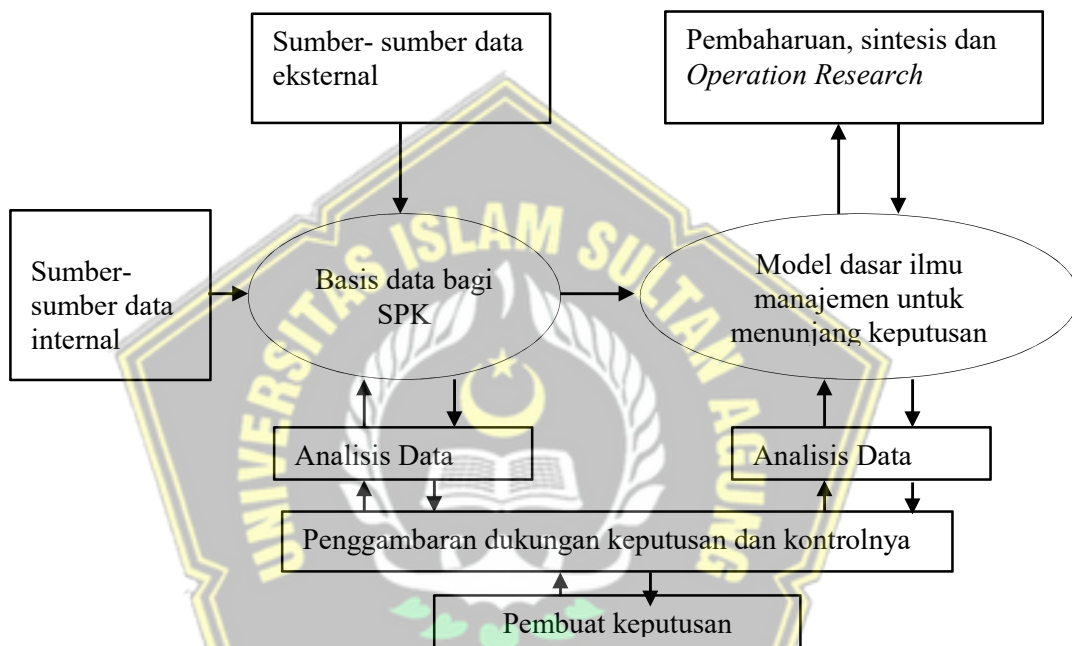 Sumber- sumber data
eksternal
Pembaharuan, sintesis dan
Operation Research
Sumber-
sumber data
internal
Basis data bagi
SPK
Model dasar ilmu
manajemen untuk
menunjang keputusan
Analisis Data
Analisis Data
Penggambaran dukungan keputusan dan kontrolnya
Pembuat keputusan
UNIVERSITAS ISLAM SULTAN AGUNG